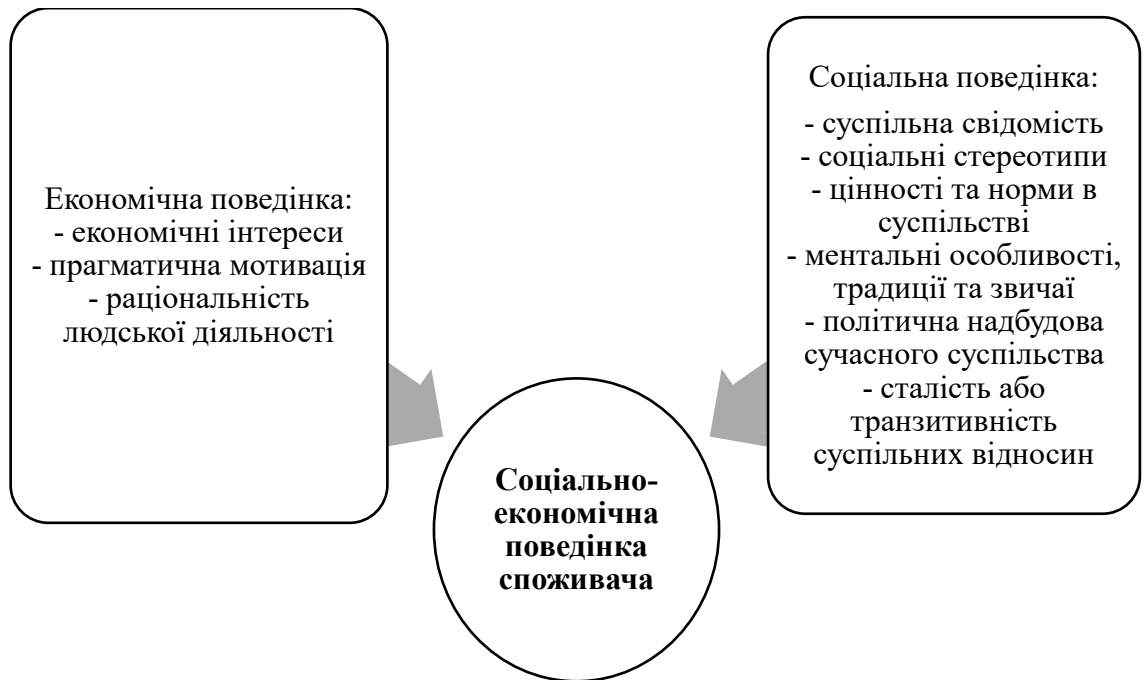 Економічна поведінка:
- економічні інтереси
- прагматична мотивація
- раціональність
людської діяльності
Соціальна поведінка:
- суспільна свідомість
- соціальні стереотипи
- цінності та норми в
суспільстві
- ментальні особливості,
традиції та звичаї
- політична надбудова
сучасного суспільства
- сталість або
транзитивність
суспільних відносин
Соціально-
економічна
поведінка
споживача